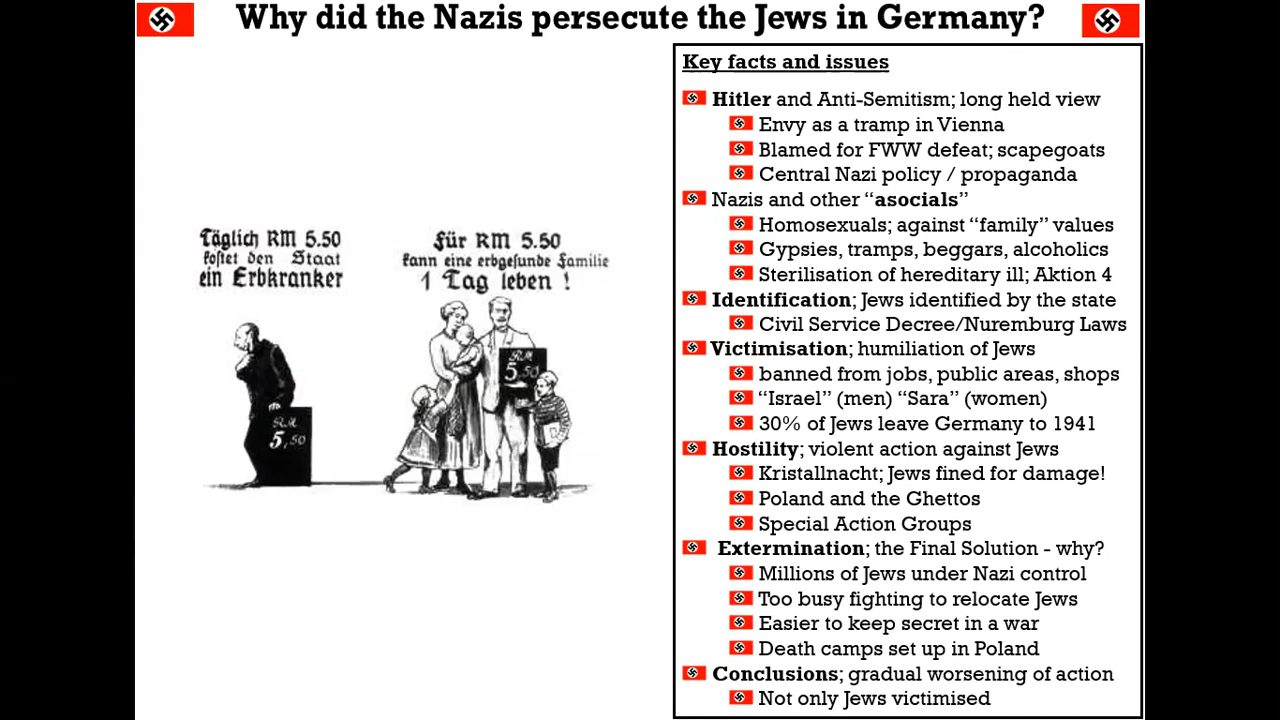 Why did the Nazis persecute the Jews in Germany?
Täglich RM 5.50
kostet den Staat
ein Erbkranker
Für RM 5.50
kann eine erbgesunde Familie
1 Tag leben !
RM
5,50
RM
5.50
Key facts and issues
Hitler and Anti-Semitism; long held view
Envy as a tramp in Vienna
Blamed for FWW defeat; scapegoats
Central Nazi policy / propaganda
Nazis and other “asocials”
Homosexuals; against “family” values
Gypsies, tramps, beggars, alcoholics
Sterilisation of hereditary ill; Aktion 4
Identification; Jews identified by the state
Civil Service Decree/Nuremburg Laws
Victimisation; humiliation of Jews
banned from jobs, public areas, shops
“Israel” (men) “Sara” (women)
30% of Jews leave Germany to 1941
Hostility; violent action against Jews
Kristallnacht; Jews fined for damage!
Poland and the Ghettos
Special Action Groups
Extermination; the Final Solution - why?
Millions of Jews under Nazi control
Too busy fighting to relocate Jews
Easier to keep secret in a war
Death camps set up in Poland
Conclusions; gradual worsening of action
Not only Jews victimised